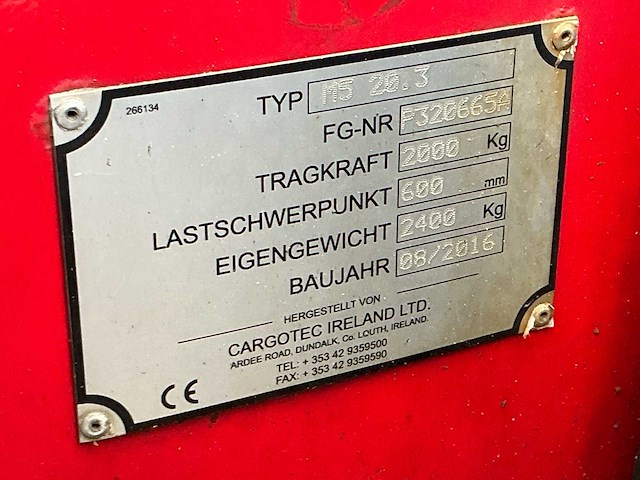 266134
TYP M5 20.3
FG-NR P320665A
TRAGKRAFT 2000 Kg
LASTSCHWERPUNKT 600 mm
EIGENGEWICHT 2400 Kg
BAUJAHR 08/2016
HERGESTELLT VON
CARGOTEC IRELAND LTD.
ARDEE ROAD, DUNDALK, Co. LOUTH, IRELAND.
TEL: + 353 42 9359500
FAX: + 353 42 9359590
CE